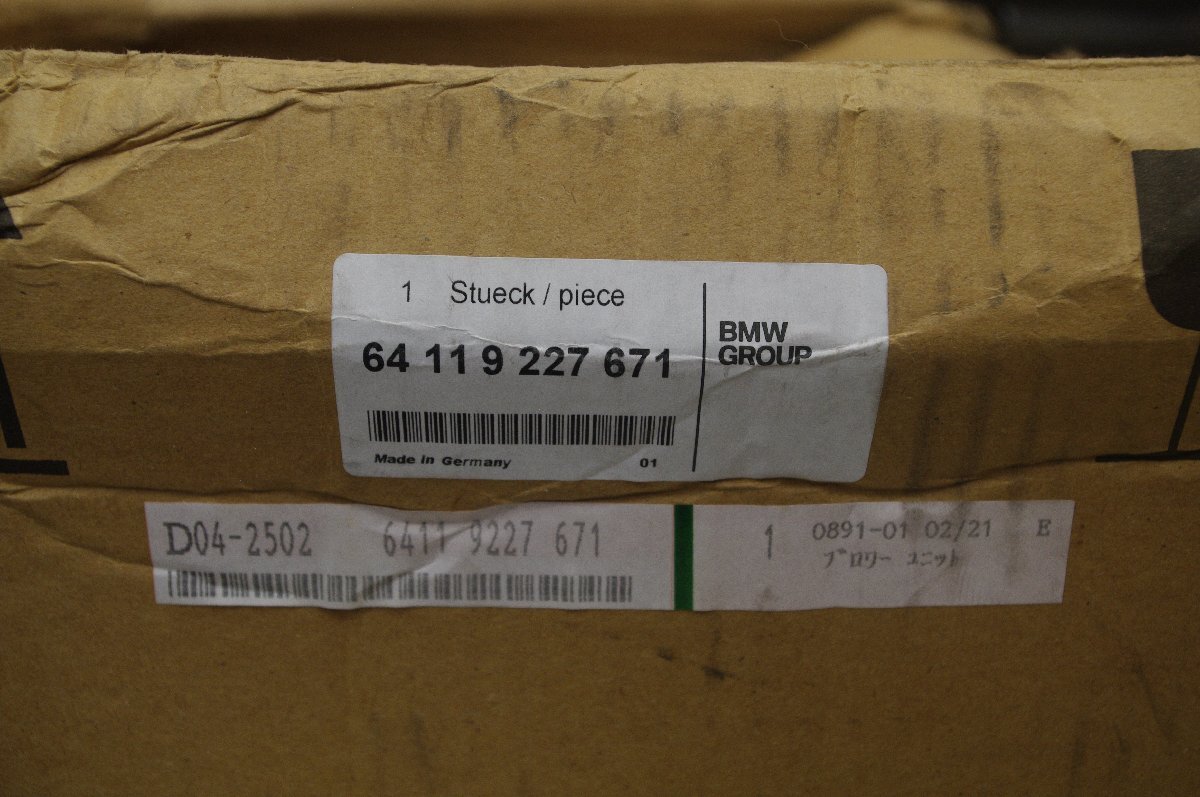 1 Stueck / piece
64 11 9 227 671
BMW
GROUP
Made in Germany 01
D04-2502 6411 9227 671
1 0891-01 02/21 E
ブロワー ユニット